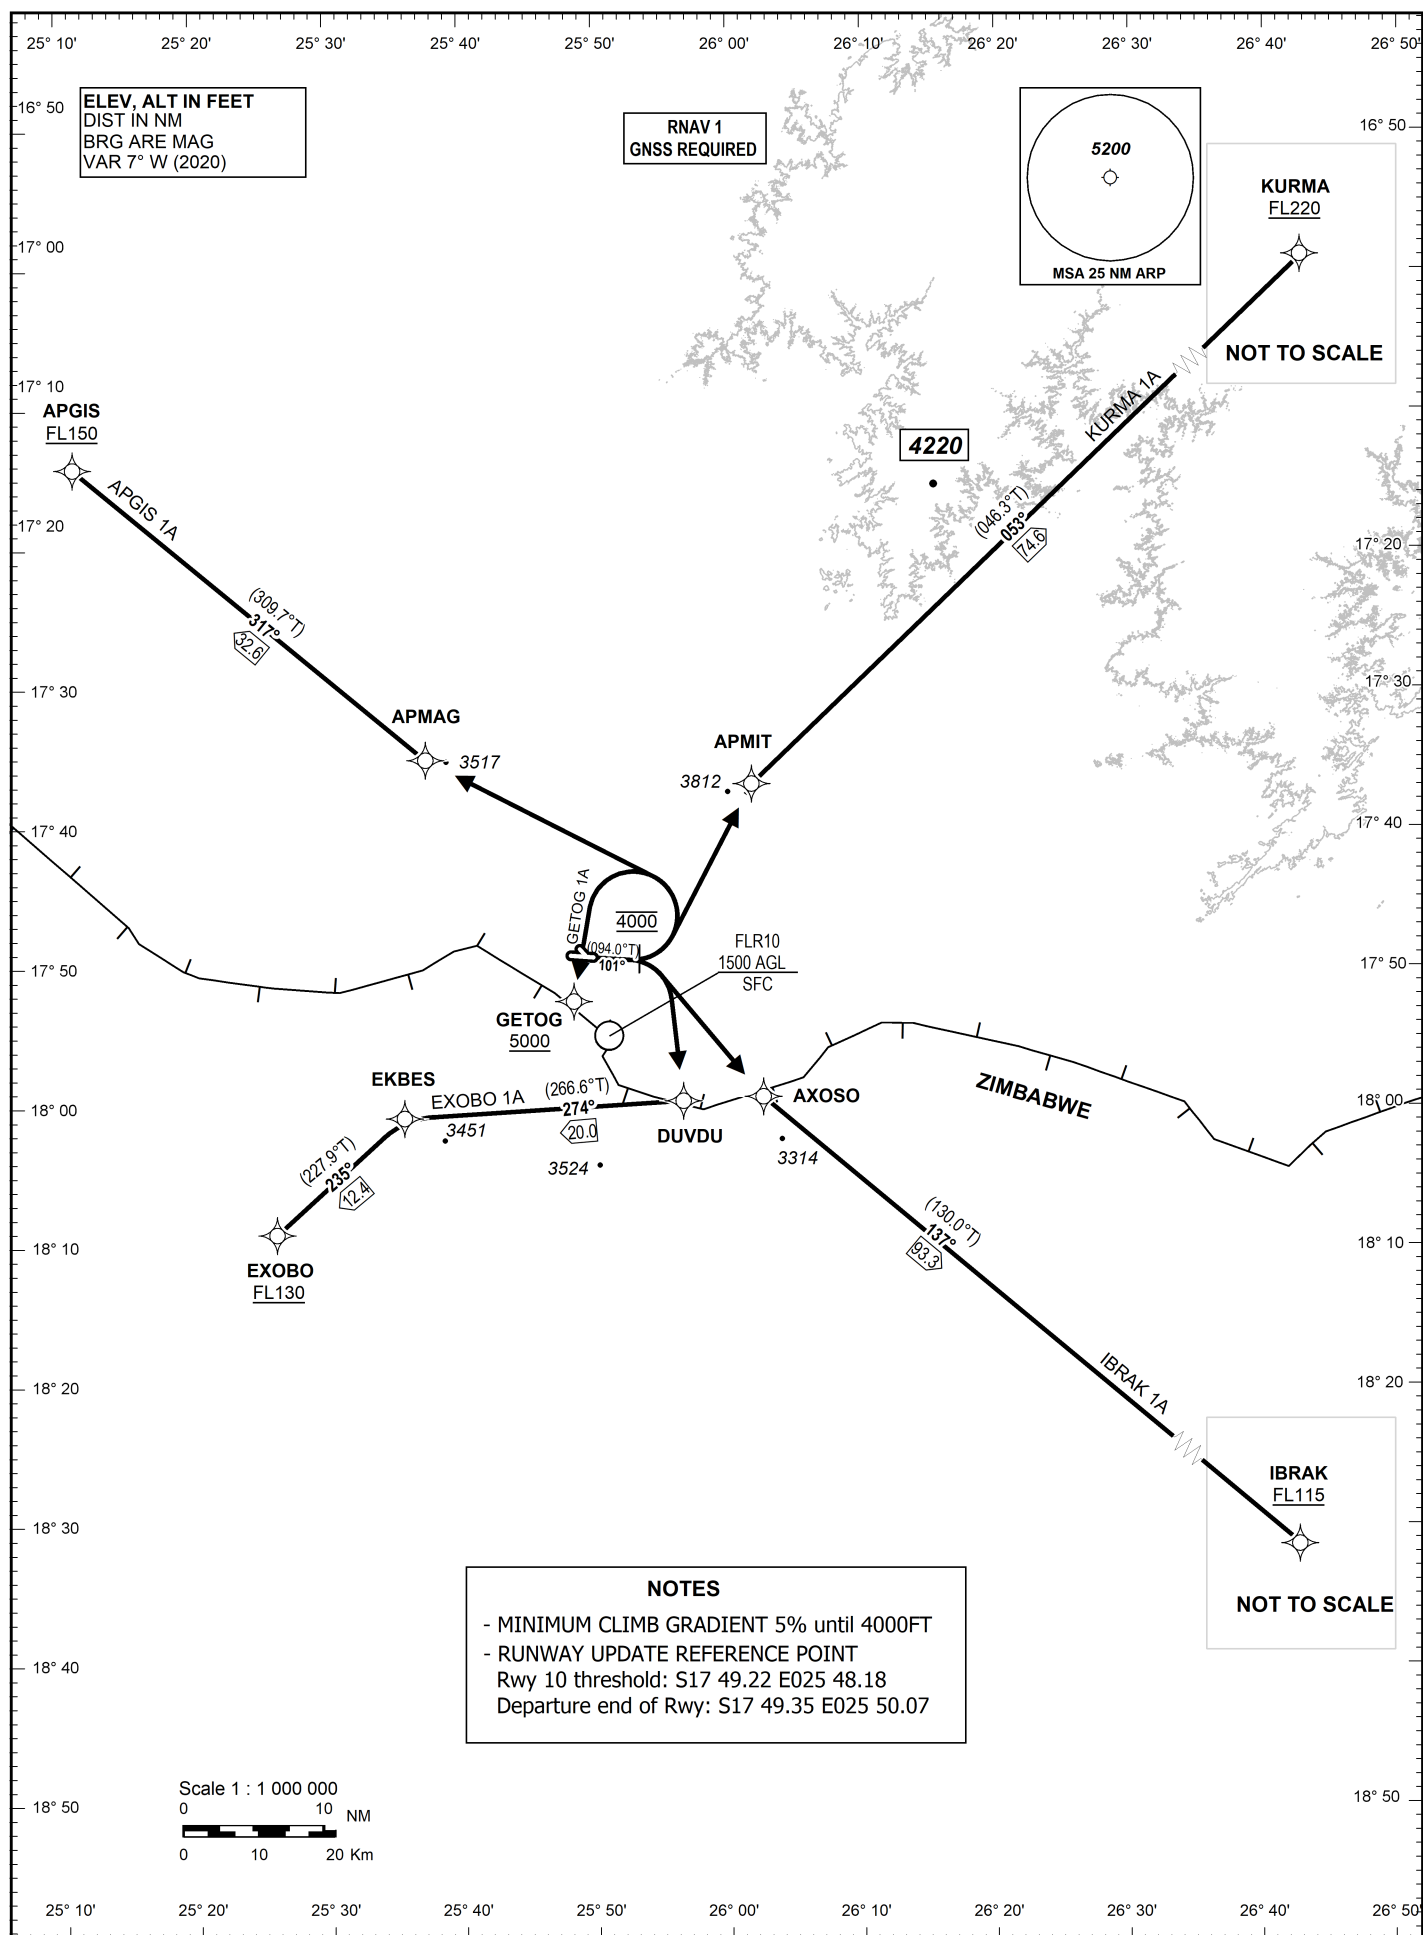 25° 10' 25° 20' 25° 30' 25° 40' 25° 50' 26° 00' 26° 10' 26° 20' 26° 30' 26° 40' 26° 50'
16° 50
ELEV, ALT IN FEET
DIST IN NM
BRG ARE MAG
VAR 7° W (2020)
RNAV 1
GNSS REQUIRED
5200
MSA 25 NM ARP
16° 50
KURMA
FL220
NOT TO SCALE
17° 00
17° 10
APGIS
FL150
APGIS 1A
KURMA 1A
4220
(046.3°T)
053°
74.6
17° 20
17° 20
(309.7°T)
317°
32.6
17° 30
17° 30
APMAG
3517
APMIT
3812
17° 40
17° 40
GETOG 1A
4000
(094.0°T)
101°
FLR10
1500 AGL
SFC
17° 50
17° 50
GETOG
5000
ZIMBABWE
EKBES
EXOBO 1A
(266.6°T)
274°
20.0
AXOSO
18° 00
18° 00
3451
DUVDU
3524
3314
(227.9°T)
235°
12.4
(130.0°T)
137°
93.3
18° 10
18° 10
EXOBO
FL130
IBRAK 1A
18° 20
18° 20
IBRAK
FL115
18° 30
NOT TO SCALE
NOTES
- MINIMUM CLIMB GRADIENT 5% until 4000FT
- RUNWAY UPDATE REFERENCE POINT
Rwy 10 threshold: S17 49.22 E025 48.18
Departure end of Rwy: S17 49.35 E025 50.07
18° 40
Scale 1 : 1 000 000
0 10 NM
0 10 20 Km
18° 50
18° 50
25° 10' 25° 20' 25° 30' 25° 40' 25° 50' 26° 00' 26° 10' 26° 20' 26° 30' 26° 40' 26° 50'